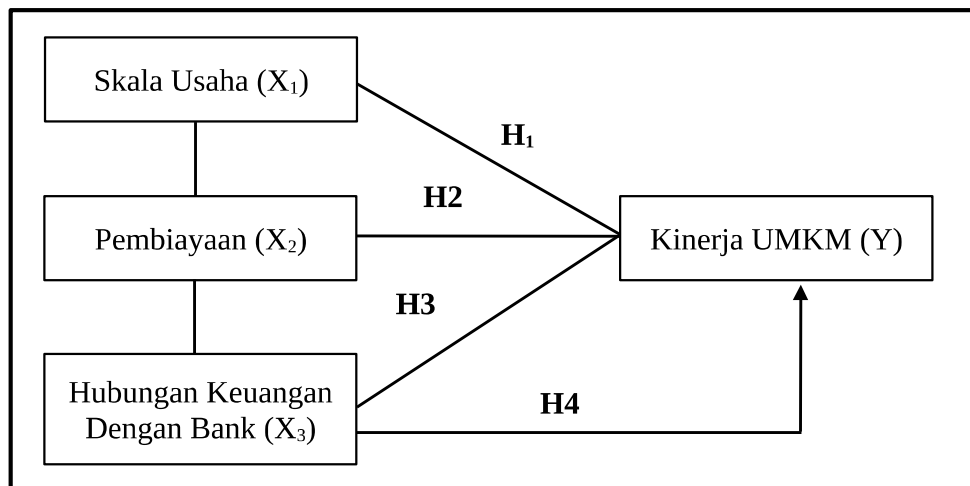 Skala Usaha (X₁)
H₁
H2
Pembiayaan (X₂)
Kinerja UMKM (Y)
H3
Hubungan Keuangan
Dengan Bank (X₃)
H4